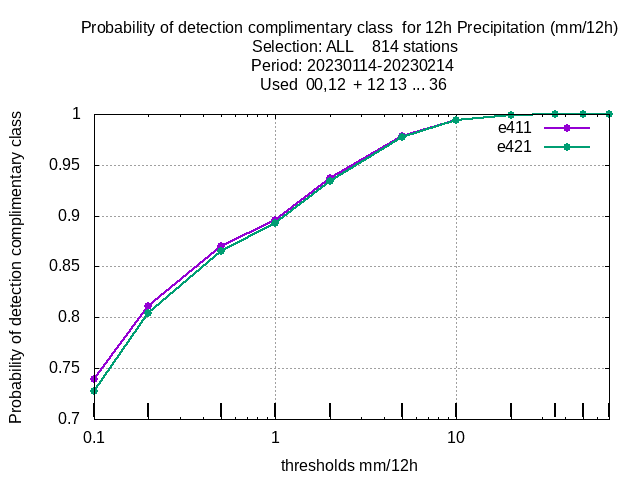 Probability of detection complimentary class  for 12h Precipitation (mm/12h)
Selection: ALL    814 stations
Period: 20230114-20230214
Used  00,12  + 12 13 ... 36
Probability of detection complimentary class
1
0.95
0.9
0.85
0.8
0.75
0.7
e411
e421
0.1
1
10
thresholds mm/12h